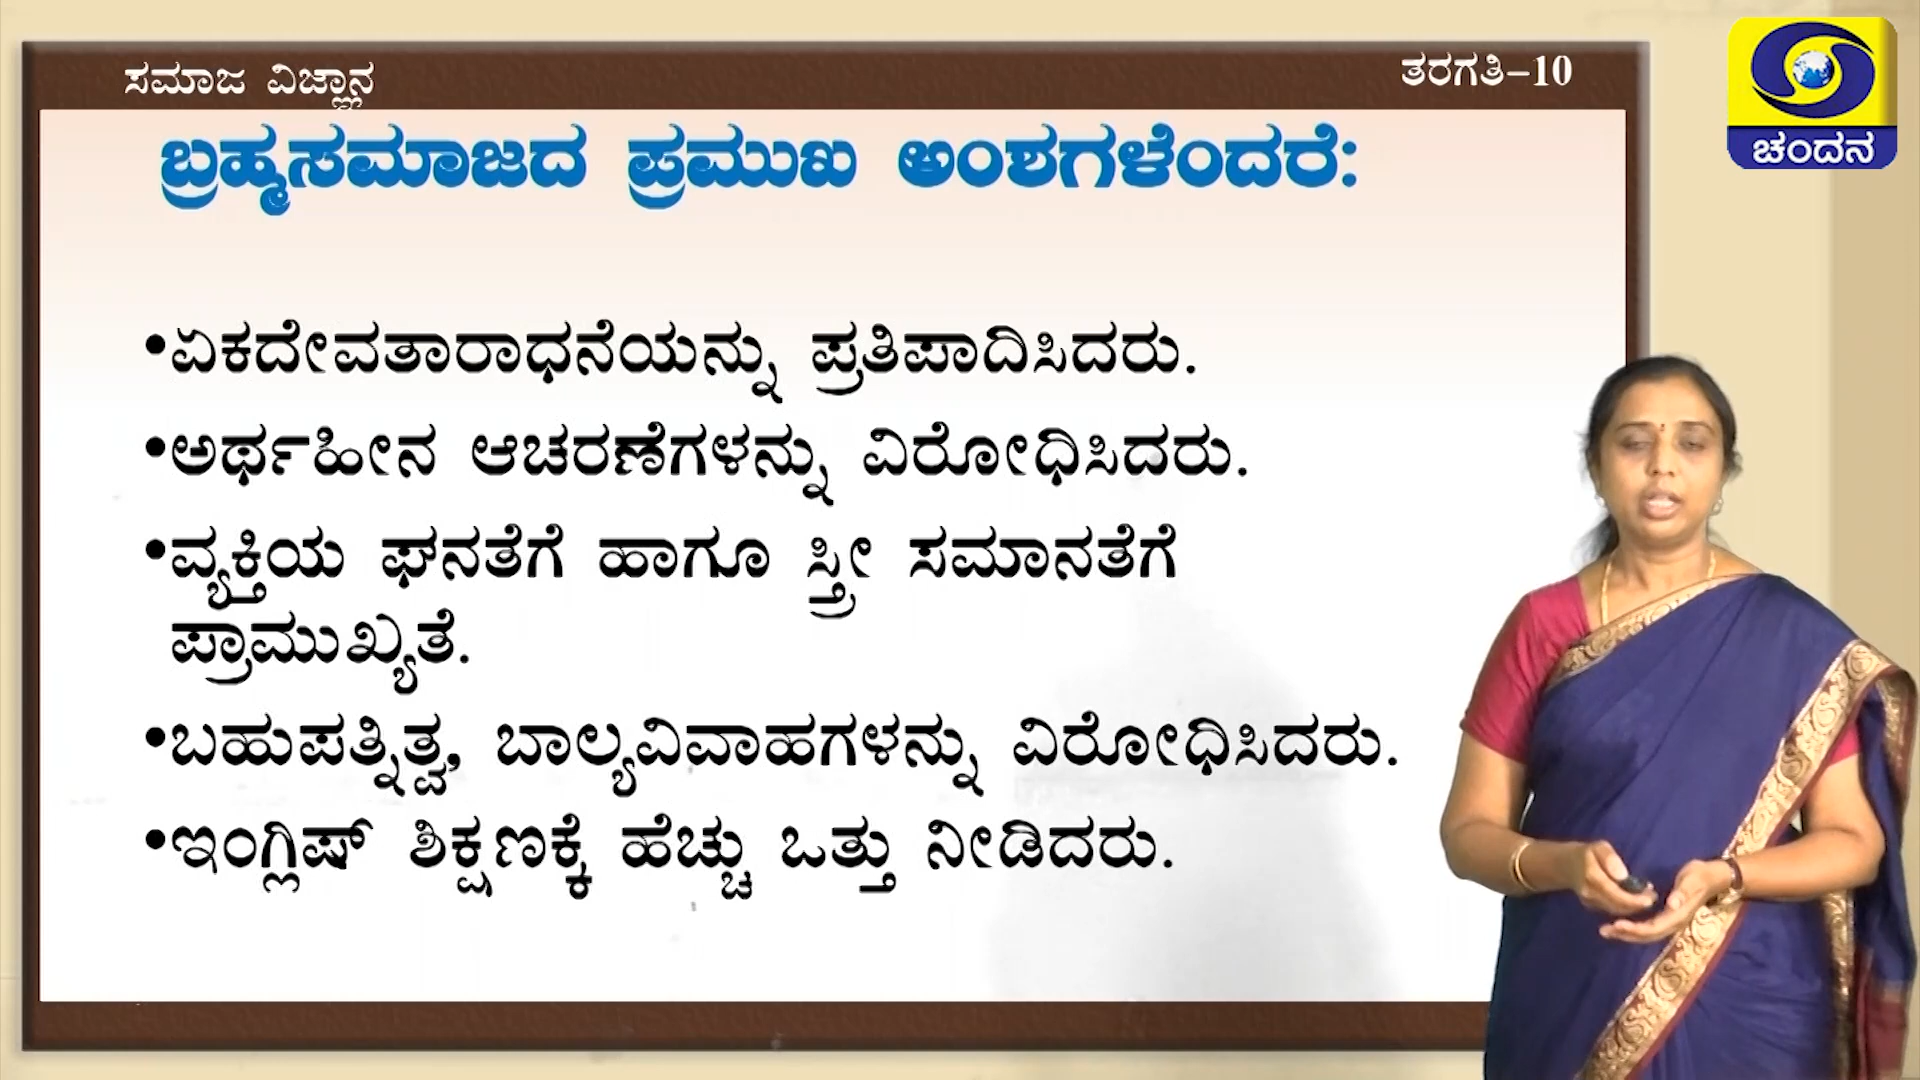 ಸಮಾಜ ವಿಜ್ಞಾನ
ತರಗತಿ-10
ಚಂದನ
ಬ್ರಹ್ಮಸಮಾಜದ ಪ್ರಮುಖ ಅಂಶಗಳೆಂದರೆ:
•ಏಕದೇವತಾರಾಧನೆಯನ್ನು ಪ್ರತಿಪಾದಿಸಿದರು.
•ಅರ್ಥಹೀನ ಆಚರಣೆಗಳನ್ನು ವಿರೋಧಿಸಿದರು.
•ವ್ಯಕ್ತಿಯ ಘನತೆಗೆ ಹಾಗೂ ಸ್ತ್ರೀ ಸಮಾನತೆಗೆ
ಪ್ರಾಮುಖ್ಯತೆ.
•ಬಹುಪತ್ನಿತ್ವ, ಬಾಲ್ಯವಿವಾಹಗಳನ್ನು ವಿರೋಧಿಸಿದರು.
•ಇಂಗ್ಲಿಷ್ ಶಿಕ್ಷಣಕ್ಕೆ ಹೆಚ್ಚು ಒತ್ತು ನೀಡಿದರು.